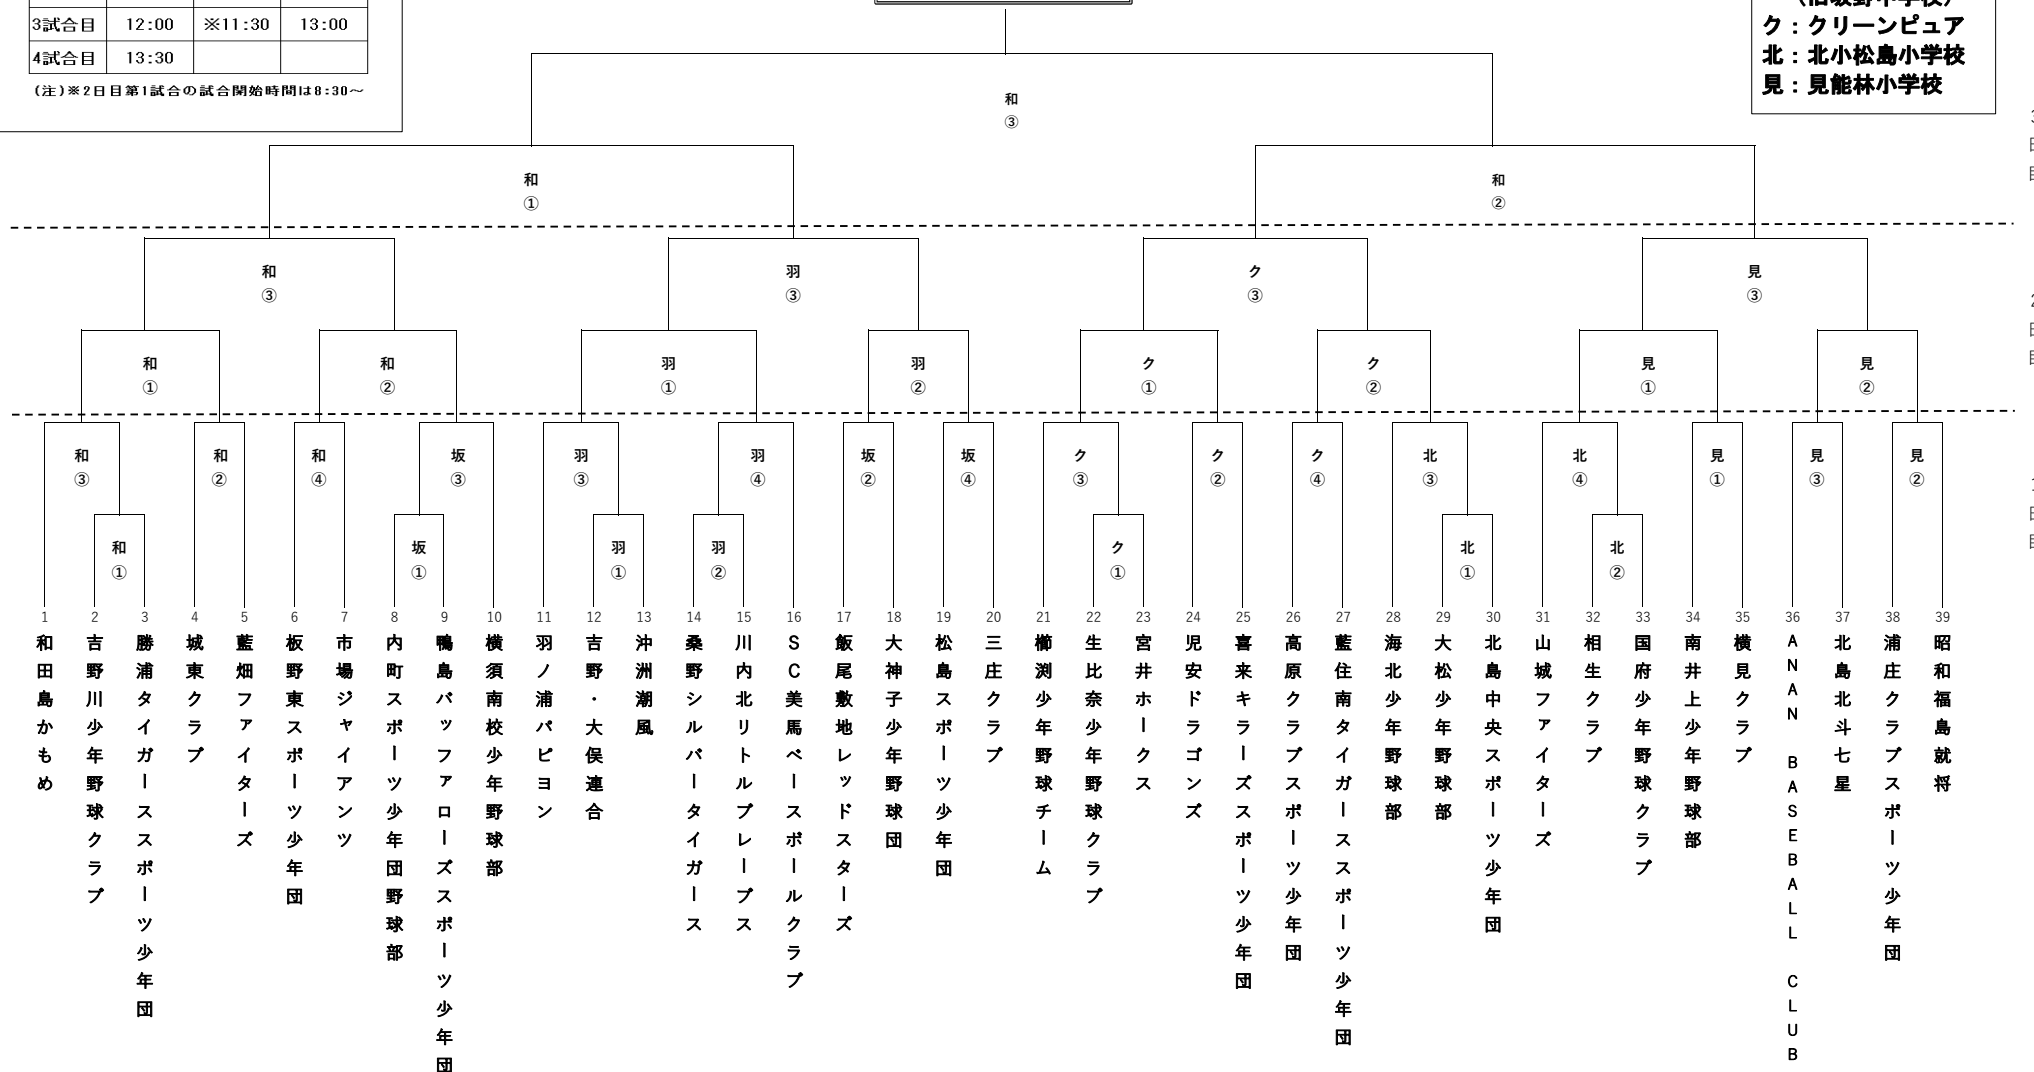 3試合目 12:00 ※11:30 13:00
4試合目 13:30
(注)※2日目第1試合の試合開始時間は8:30～
ク：クリーンピュア
北：北小松島小学校
見：見能林小学校
和
③
和
①
和
②
和
③
羽
③
ク
③
見
③
和
①
和
②
羽
①
羽
②
ク
①
ク
②
見
①
見
②
和
③
和
②
和
④
坂
③
羽
③
羽
④
坂
②
坂
④
ク
③
ク
②
ク
④
北
③
北
④
見
①
見
③
見
②
和
①
坂
①
羽
①
羽
②
ク
①
北
①
北
②
1 和田島かもめ
2 吉野川少年野球クラブ
3 勝浦タイガーススポーツ少年団
4 城東クラブ
5 藍畑ファイターズ
6 板野東スポーツ少年団
7 市場ジャイアンツ
8 内町スポーツ少年団野球部
9 鴨島バッファローズスポーツ少年団
10 横須南校少年野球部
11 羽ノ浦パピヨン
12 吉野・大俣連合
13 沖洲潮風
14 桑野シルバータイガース
15 川内北リトルブレーブス
16 SC美馬ベースボールクラブ
17 飯尾敷地レッドスターズ
18 大神子少年野球団
19 松島スポーツ少年団
20 三庄クラブ
21 櫛渕少年野球チーム
22 生比奈少年野球クラブ
23 宮井ホークス
24 児安ドラゴンズ
25 喜来キラーズスポーツ少年団
26 高原クラブスポーツ少年団
27 藍住南タイガーススポーツ少年団
28 海北少年野球部
29 大松少年野球部
30 北島中央スポーツ少年団
31 山城ファイターズ
32 相生クラブ
33 国府少年野球クラブ
34 南井上少年野球部
35 横見クラブ
36 ANAN BASEBALL CLUB
37 北島北斗七星
38 浦庄クラブスポーツ少年団
39 昭和福島就将